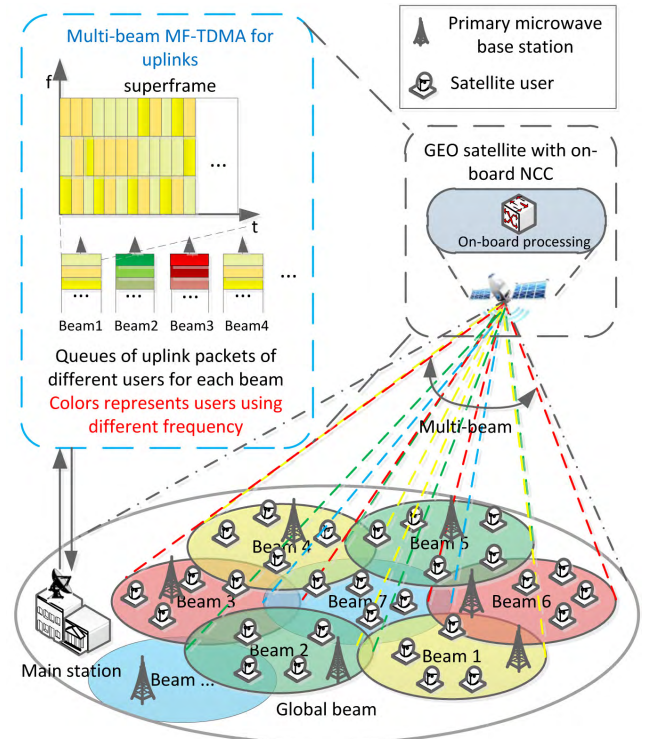 Multi-beam MF-TDMA for
uplinks
f
superframe
...
t
...
...
...
...
...
Beam1
Beam2
Beam3
Beam4
Queues of uplink packets of
different users for each beam
Colors represents users using
different frequency
Primary microwave
base station
Satellite user
GEO satellite with on-
board NCC
On-board processing
Multi-beam
Beam 4
Beam 5
Beam 3
Beam 7
Beam 6
Main station
Beam 2
Beam 1
Beam ...
Global beam